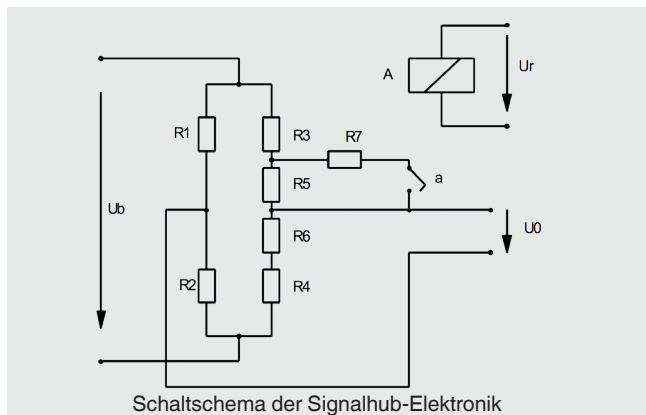 A
Ur
R1
R3
R7
R5
a
Ub
R6
U0
R2
R4
Schaltschema der Signalhub-Elektronik